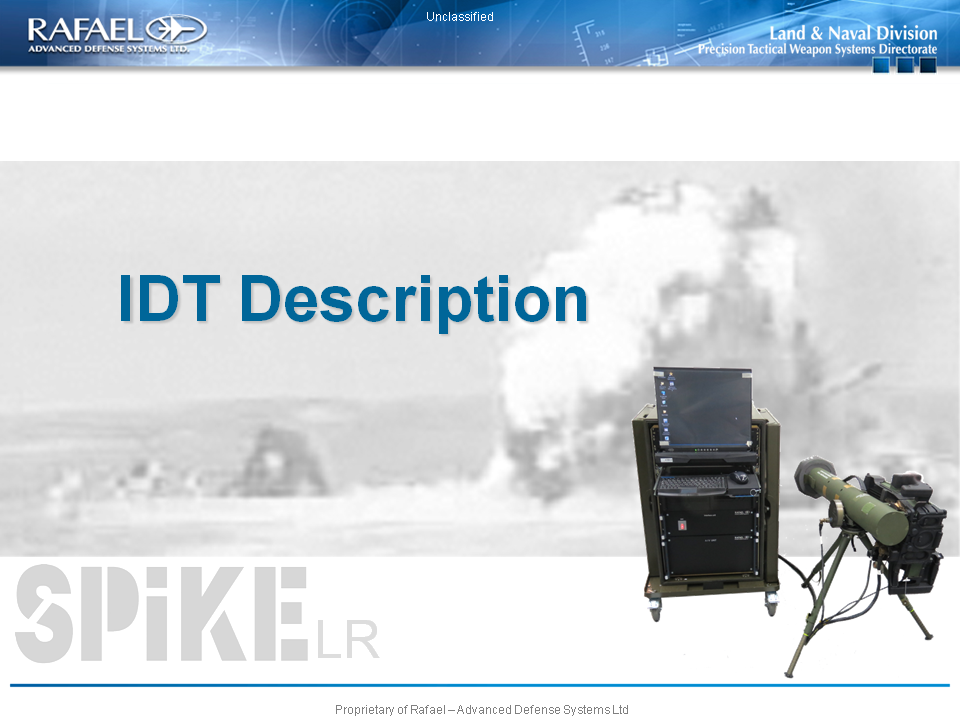 Unclassified
RAFAEL
ADVANCED DEFENSE SYSTEMS LTD.
Land & Naval Division
Precision Tactical Weapon Systems Directorate
IDT Description
SPiKE LR
Proprietary of Rafael – Advanced Defense Systems Ltd